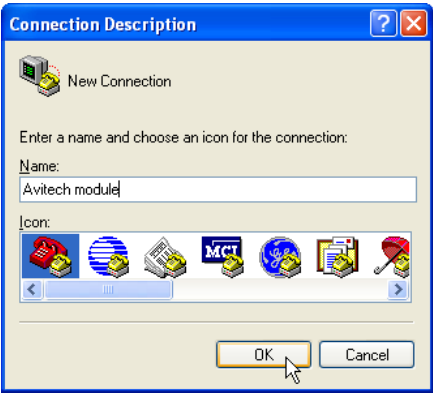 Connection Description
New Connection
Enter a name and choose an icon for the connection:
Name:
Avitech module
Icon:
MCI
OK
Cancel